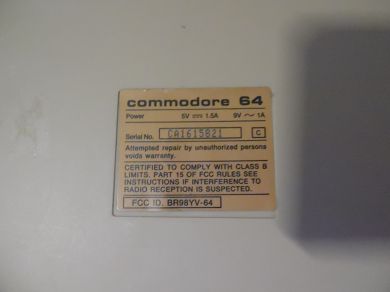 commodore 64
Power 5V ⎓ 1.5A 9V ~ 1A
Serial No. CA1615821 C
Attempted repair by unauthorized persons
voids warranty.
CERTIFIED TO COMPLY WITH CLASS B
LIMITS, PART 15 OF FCC RULES SEE
INSTRUCTIONS IF INTERFERENCE TO
RADIO RECEPTION IS SUSPECTED.
FCC ID. BR98YV-64